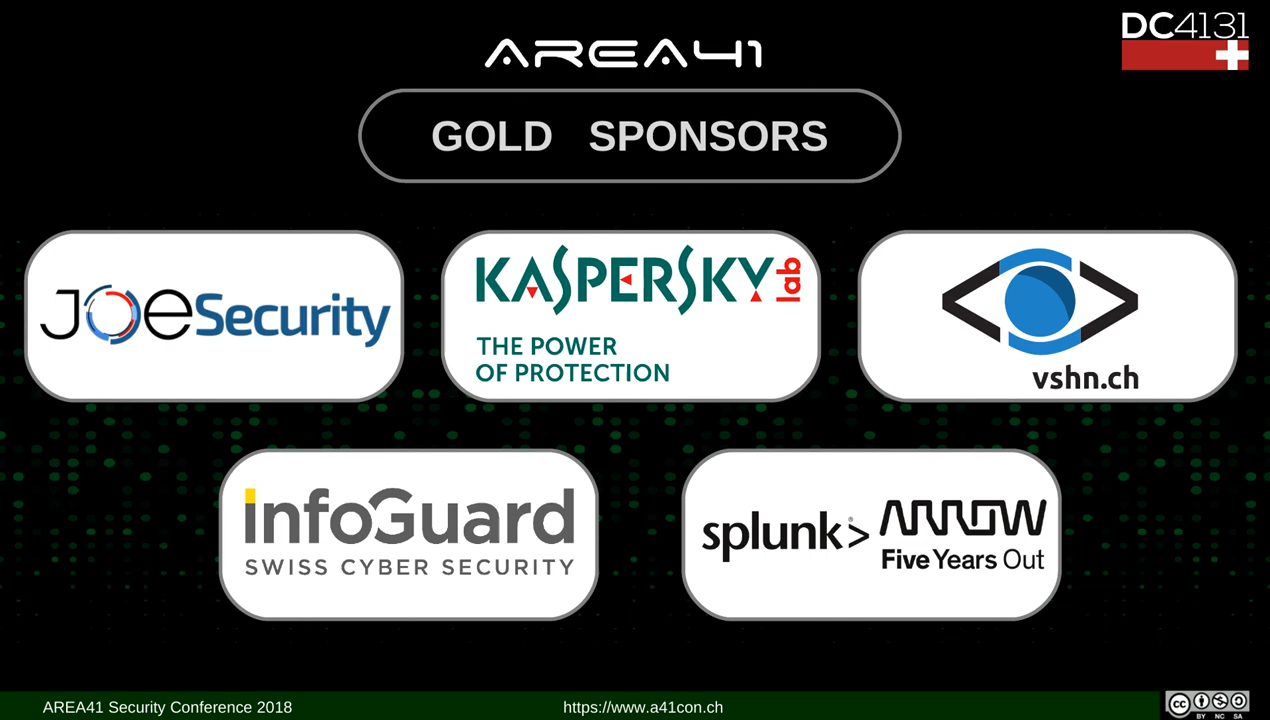 AREA41
DC4131
GOLD SPONSORS
JOESecurity
KASPERSKY lab
THE POWER
OF PROTECTION
vshn.ch
InfoGuard
SWISS CYBER SECURITY
splunk>®
ARROW
Five Years Out
AREA41 Security Conference 2018
https://www.a41con.ch
cc
BY NC SA